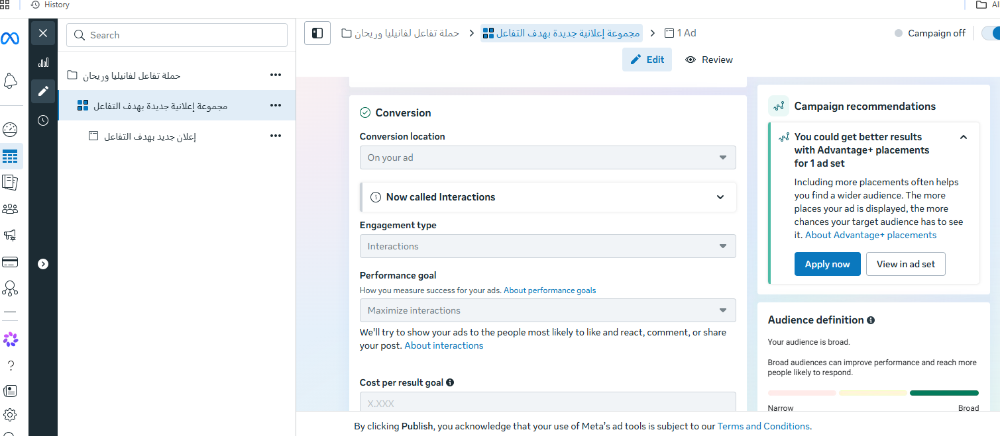 History
Al
Search
حملة تفاعل لفانيليا وريحان
مجموعة إعلانية جديدة بهدف التفاعل
إعلان جديد بهدف التفاعل
حملة تفاعل لفانيليا وريحان
مجموعة إعلانية جديدة بهدف التفاعل
1 Ad
Campaign off
Edit
Review
Conversion
Conversion location
On your ad
Now called Interactions
Engagement type
Interactions
Performance goal
How you measure success for your ads. About performance goals
Maximize interactions
We'll try to show your ads to the people most likely to like and react, comment, or share
your post. About interactions
Cost per result goal
X.XXX
Campaign recommendations
You could get better results
with Advantage+ placements
for 1 ad set
Including more placements often helps
you find a wider audience. The more
places your ad is displayed, the more
chances your target audience has to see
it. About Advantage+ placements
Apply now
View in ad set
Audience definition
Your audience is broad.
Broad audiences can improve performance and reach more
people likely to respond.
Narrow
Broad
By clicking Publish, you acknowledge that your use of Meta's ad tools is subject to our Terms and Conditions.